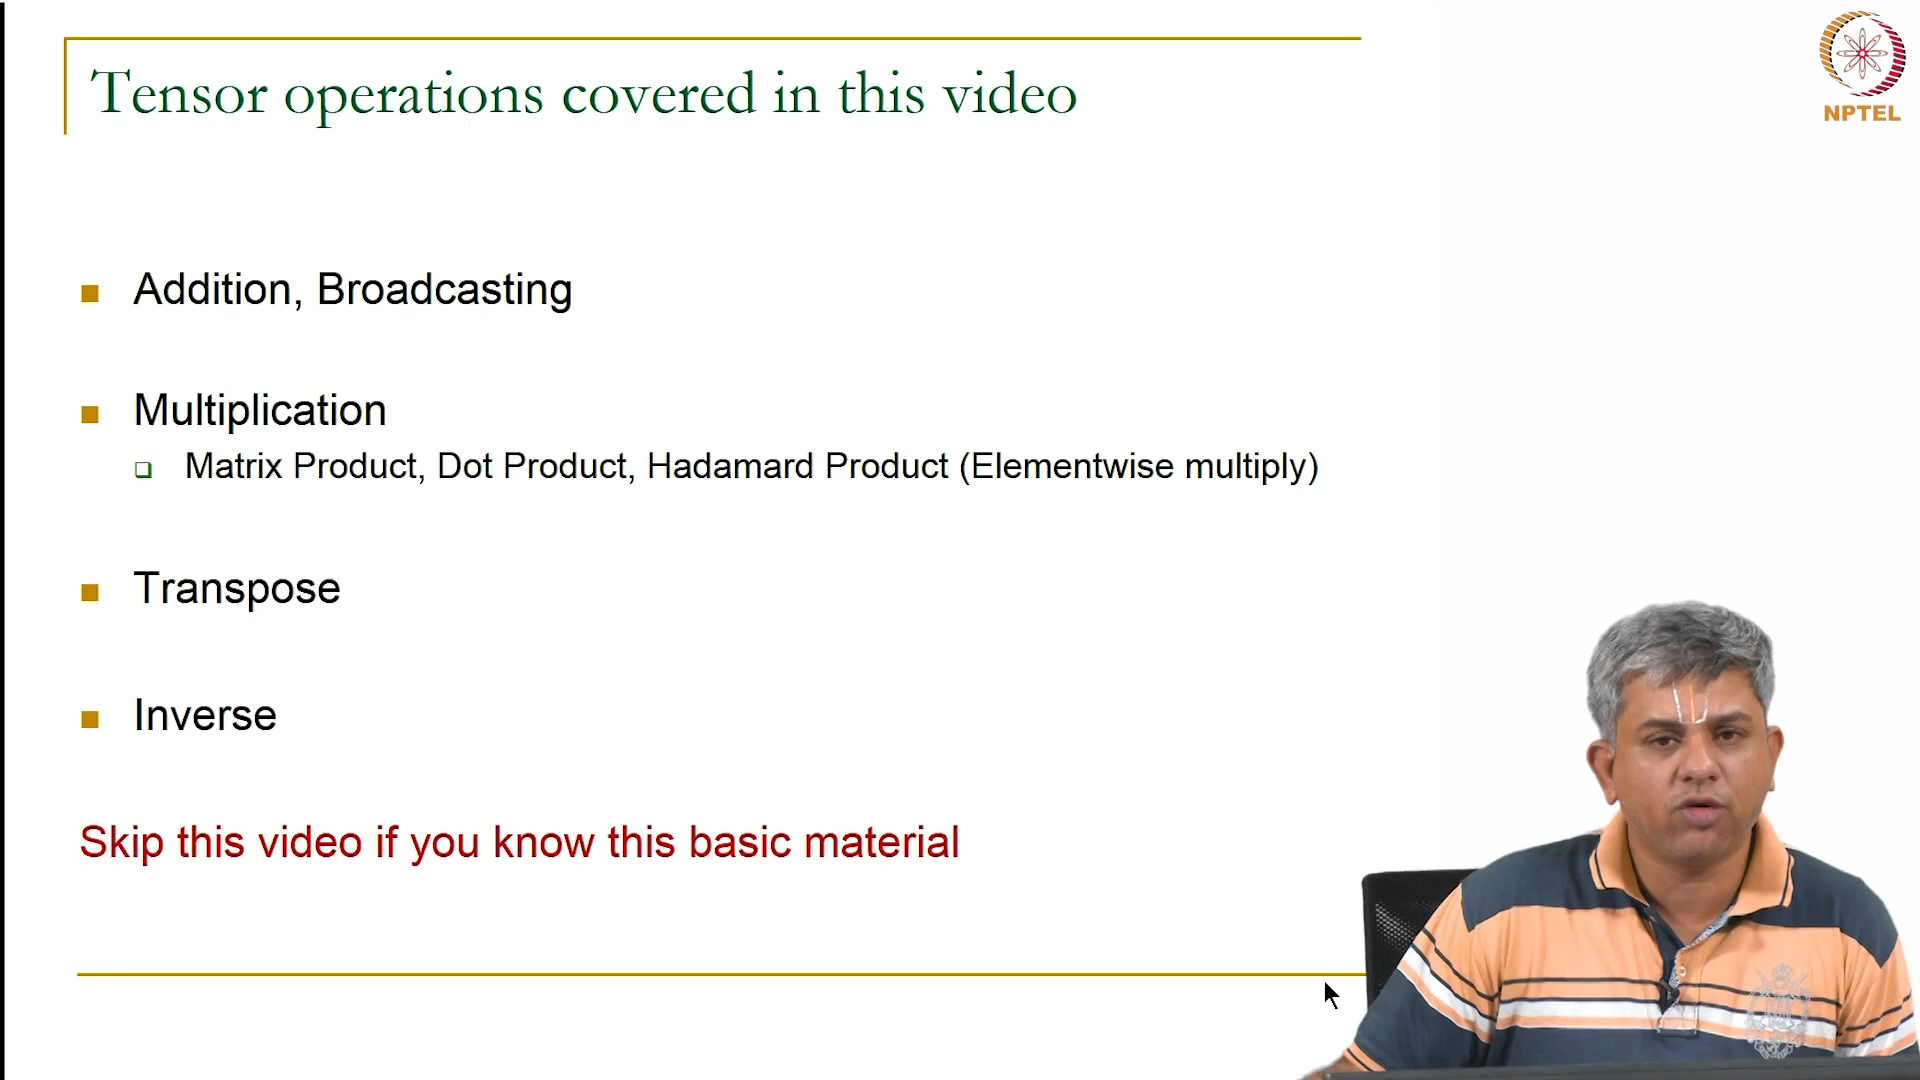 Tensor operations covered in this video
NPTEL
Addition, Broadcasting
Multiplication
Matrix Product, Dot Product, Hadamard Product (Elementwise multiply)
Transpose
Inverse
Skip this video if you know this basic material